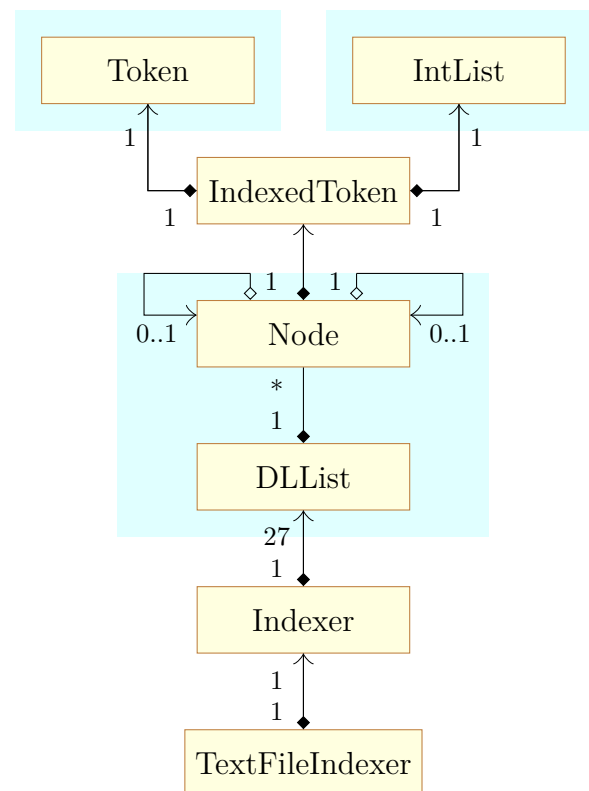 Token IntList
1 1
IndexedToken
1 1
1 1
0..1 0..1
Node
*
1
DLList
27
1
Indexer
1
1
TextFileIndexer